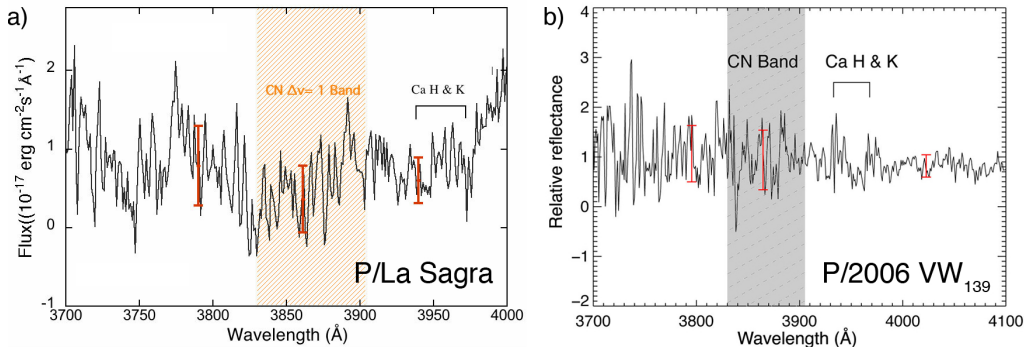 a)
Flux((10⁻¹⁷ erg cm⁻²s⁻¹Å⁻¹)
2
1
0
-1
CN Δν= 1 Band
Ca H & K
P/La Sagra
3700 3750 3800 3850 3900 3950 4000
Wavelength (Å)
b)
Relative reflectance
4
3
2
1
0
−1
−2
CN Band
Ca H & K
P/2006 VW₁₃₉
3700 3800 3900 4000 4100
Wavelength (Å)